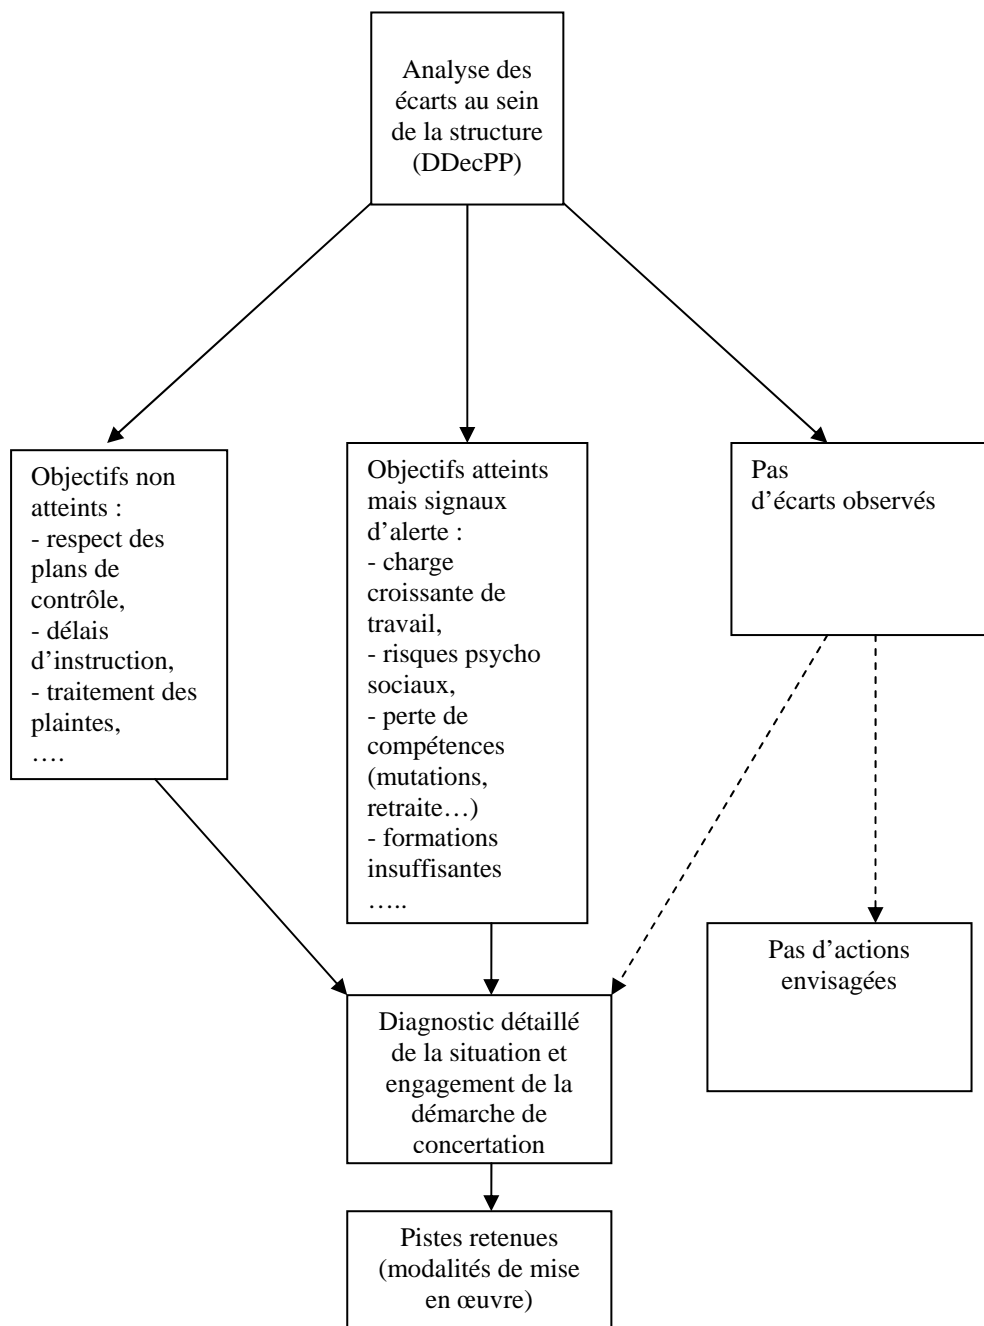 Analyse des
écarts au sein
de la structure
(DDecPP)
Objectifs non
atteints :
- respect des
plans de
contrôle,
- délais
d’instruction,
- traitement des
plaintes,
….
Objectifs atteints
mais signaux
d’alerte :
- charge
croissante de
travail,
- risques psycho
sociaux,
- perte de
compétences
(mutations,
retraite…)
- formations
insuffisantes
…..
Pas
d’écarts observés
Pas d’actions
envisagées
Diagnostic détaillé
de la situation et
engagement de la
démarche de
concertation
Pistes retenues
(modalités de mise
en œuvre)